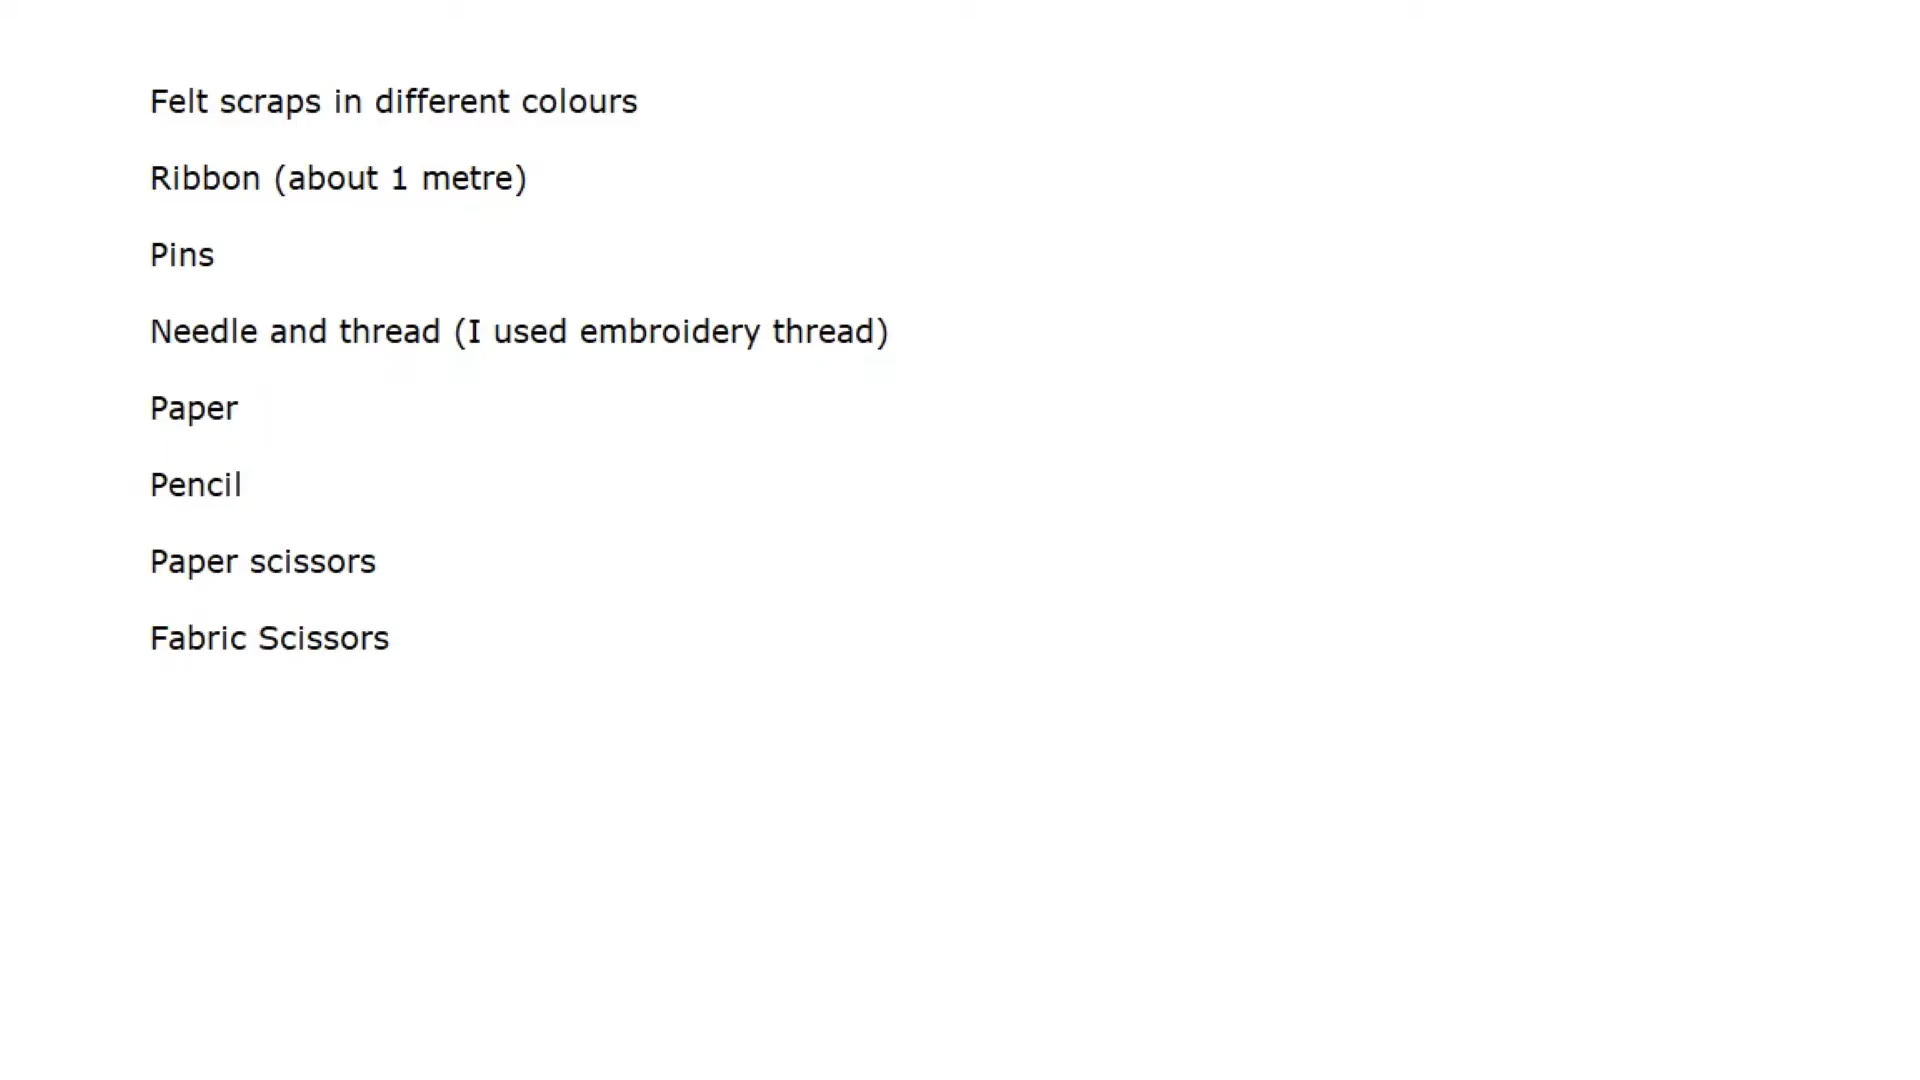 Felt scraps in different colours
Ribbon (about 1 metre)
Pins
Needle and thread (I used embroidery thread)
Paper
Pencil
Paper scissors
Fabric Scissors